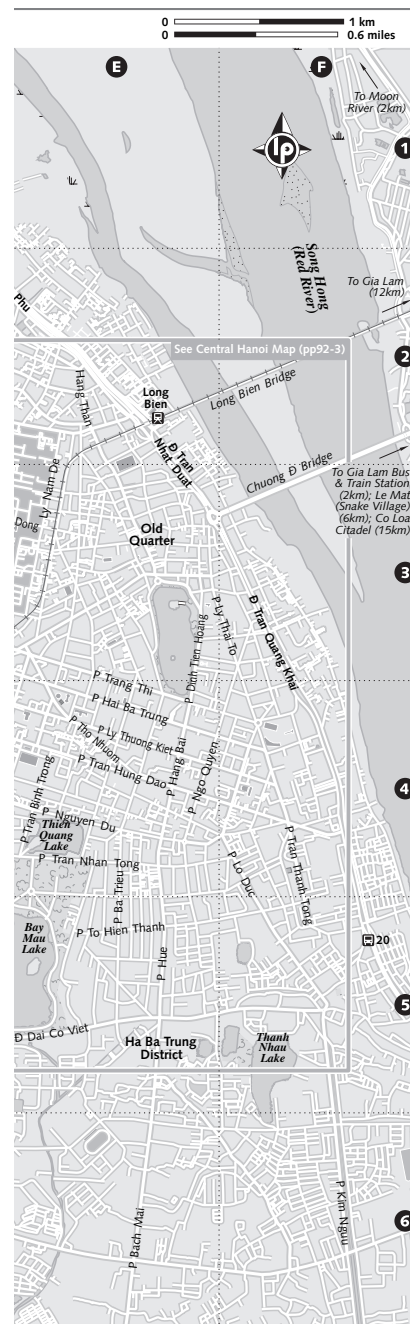 0 1 km
0 0.6 miles
E
F
To Moon
River (2km)
lp
1
Song Hong
(Red River)
To Gia Lam
(12km)
Phu
See Central Hanoi Map (pp92-3)
2
Hang Than
Long
Bien
Long Bien Bridge
Đ Tran
Nhat Duat
Chuong Đ Bridge
Ly Nam De
Dong
Old
Quarter
To Gia Lam Bus
& Train Station
(2km); Le Mat
(Snake Village)
(6km); Co Loa
Citadel (15km)
3
P Ly Thai To
P Dinh Tien Hoang
Đ Tran Quang Khai
P Trang Thi
P Hai Ba Trung
P Ly Thuong Kiet
P Tho Nhuom
P Tran Hung Dao
P Hang Bai
P Ngo Quyen
4
P Tran Binh Trong
P Nguyen Du
Thien
Quang
Lake
P Tran Nhan Tong
P Lo Duc
P Tran Thanh Tong
P Ba Trieu
Bay
Mau
Lake
P To Hien Thanh
P Hue
20
5
Đ Dai Co Viet
Ha Ba Trung
District
Thanh
Nhau
Lake
P Bach Mai
P Kim Nguu
6